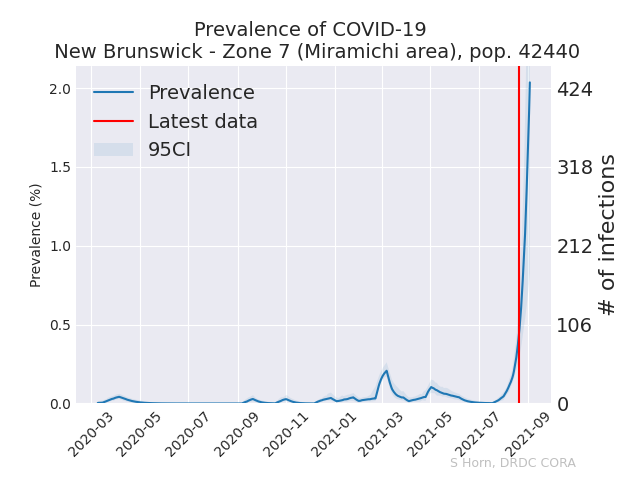 Prevalence of COVID-19
New Brunswick - Zone 7 (Miramichi area), pop. 42440
Prevalence
Latest data
95CI
Prevalence (%)
2.0
1.5
1.0
0.5
0.0
424
318
212
106
0
# of infections
2020-03
2020-05
2020-07
2020-09
2020-11
2021-01
2021-03
2021-05
2021-07
2021-09
S Horn, DRDC CORA